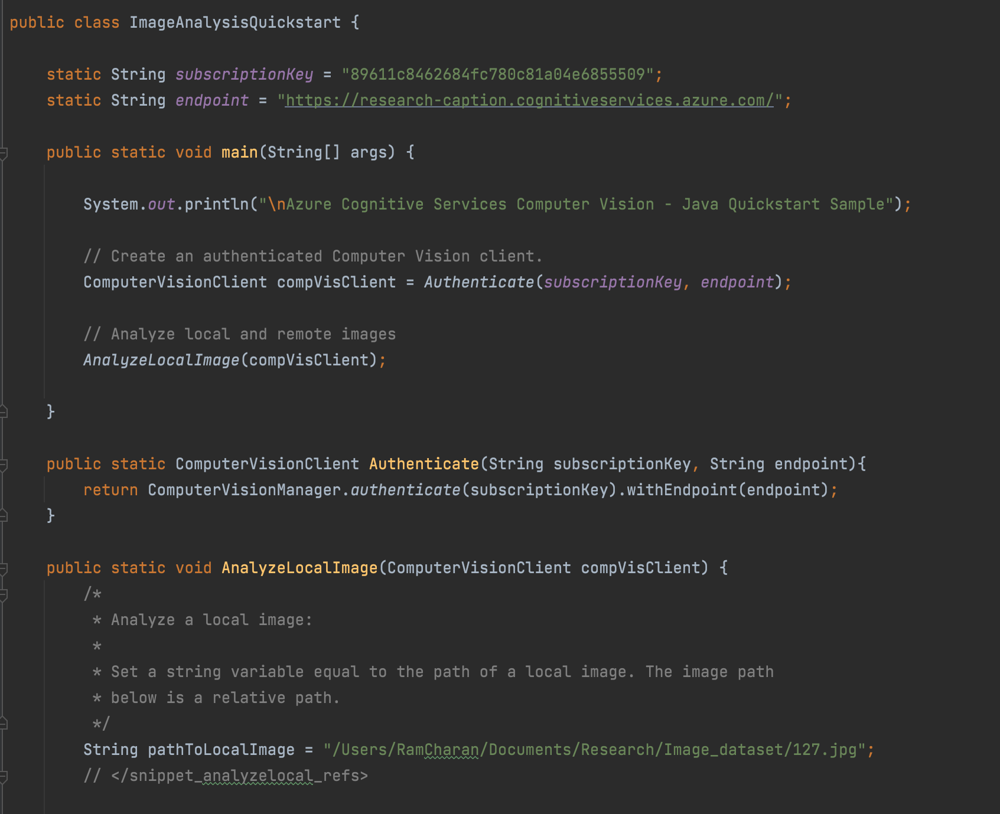 public class ImageAnalysisQuickstart {
static String subscriptionKey = "89611c8462684fc780c81a04e6855509";
static String endpoint = "https://research-caption.cognitiveservices.azure.com/";
public static void main(String[] args) {
System.out.println("\nAzure Cognitive Services Computer Vision - Java Quickstart Sample");
// Create an authenticated Computer Vision client.
ComputerVisionClient compVisClient = Authenticate(subscriptionKey, endpoint);
// Analyze local and remote images
AnalyzeLocalImage(compVisClient);
}
public static ComputerVisionClient Authenticate(String subscriptionKey, String endpoint){
return ComputerVisionManager.authenticate(subscriptionKey).withEndpoint(endpoint);
}
public static void AnalyzeLocalImage(ComputerVisionClient compVisClient) {
/*
* Analyze a local image:
*
* Set a string variable equal to the path of a local image. The image path
* below is a relative path.
*/
String pathToLocalImage = "/Users/RamCharan/Documents/Research/Image_dataset/127.jpg";
// </snippet_analyzelocal_refs>